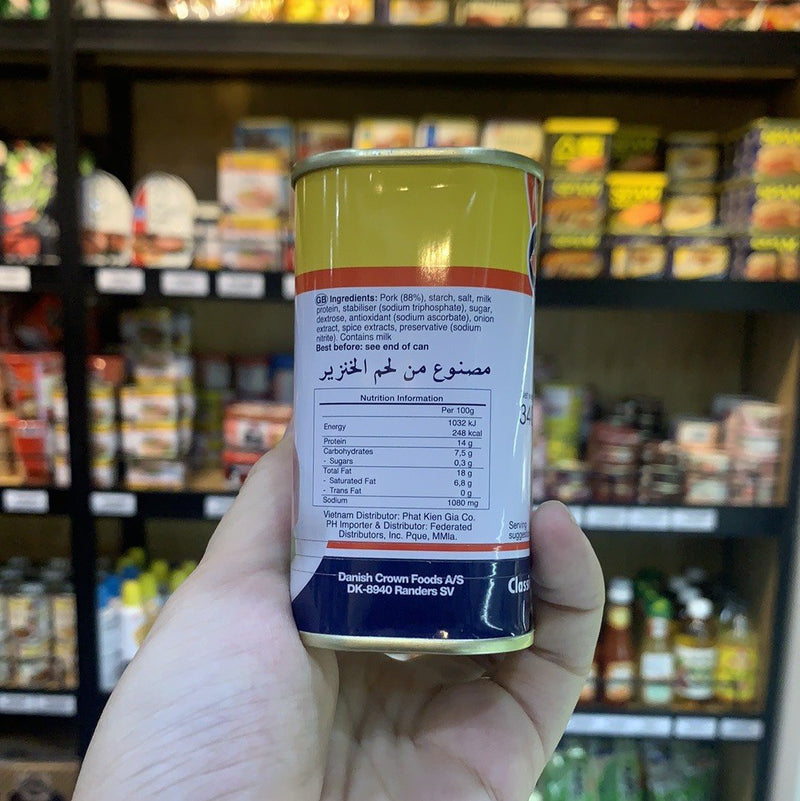 GB Ingredients: Pork (88%), starch, salt, milk
protein, stabiliser (sodium triphosphate), sugar,
dextrose, antioxidant (sodium ascorbate), onion
extract, spice extracts, preservative (sodium
nitrite). Contains milk
Best before: see end of can
مصنوع من لحم الخنزير
Nutrition Information
Per 100g
Energy 1032 kJ
248 kcal
Protein 14 g
Carbohydrates 7,5 g
- Sugars 0,3 g
Total Fat 18 g
- Saturated Fat 6,8 g
- Trans Fat 0 g
Sodium 1080 mg
Vietnam Distributor: Phat Kien Gia Co.
PH Importer & Distributor: Federated
Distributors, Inc. Pque, MMla.
Serving
suggestion
Danish Crown Foods A/S
DK-8940 Randers SV